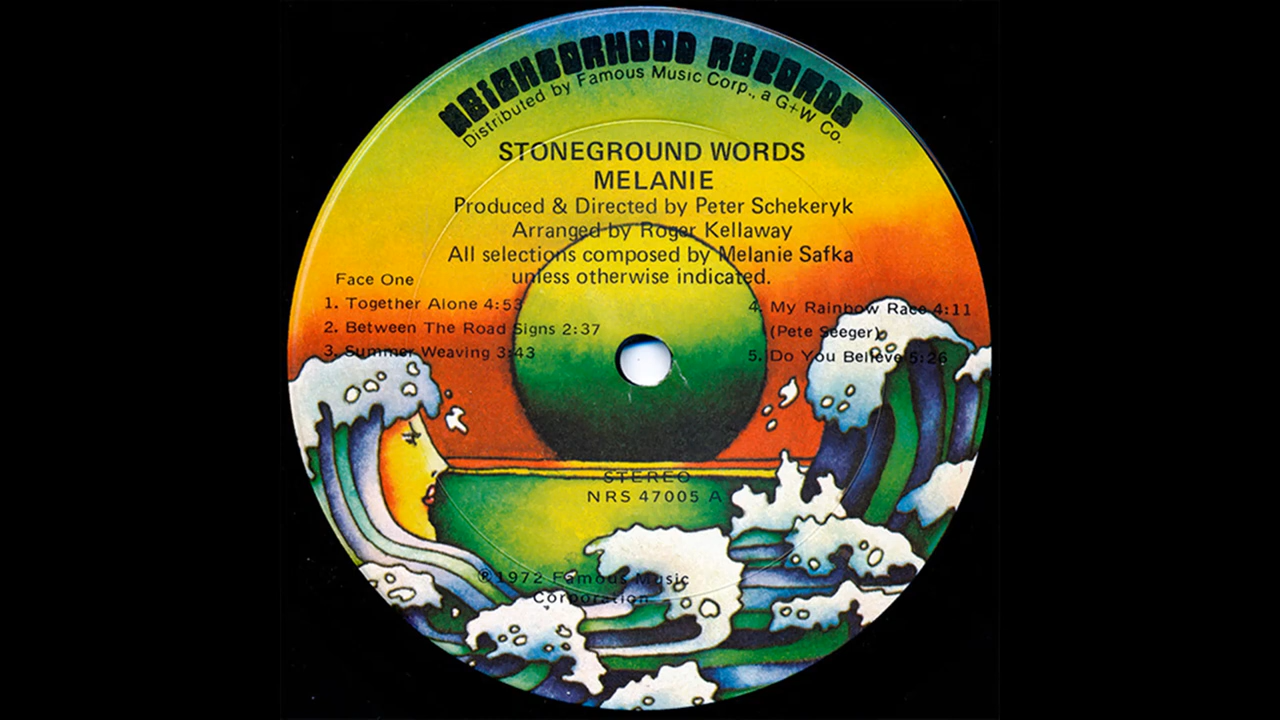 NEIGHBORHOOD RECORDS
Distributed by Famous Music Corp., a G+W Co.
STONEGROUND WORDS
MELANIE
Produced & Directed by Peter Schekeryk
Arranged by Roger Kellaway
All selections composed by Melanie Safka
unless otherwise indicated.
Face One
1. Together Alone 4:53
2. Between The Road Signs 2:37
3. Summer Weaving 3:43
4. My Rainbow Race 4:11
(Pete Seeger)
5. Do You Believe 5:26
STEREO
NRS 47005 A
℗1972 Famous Music
Corporation